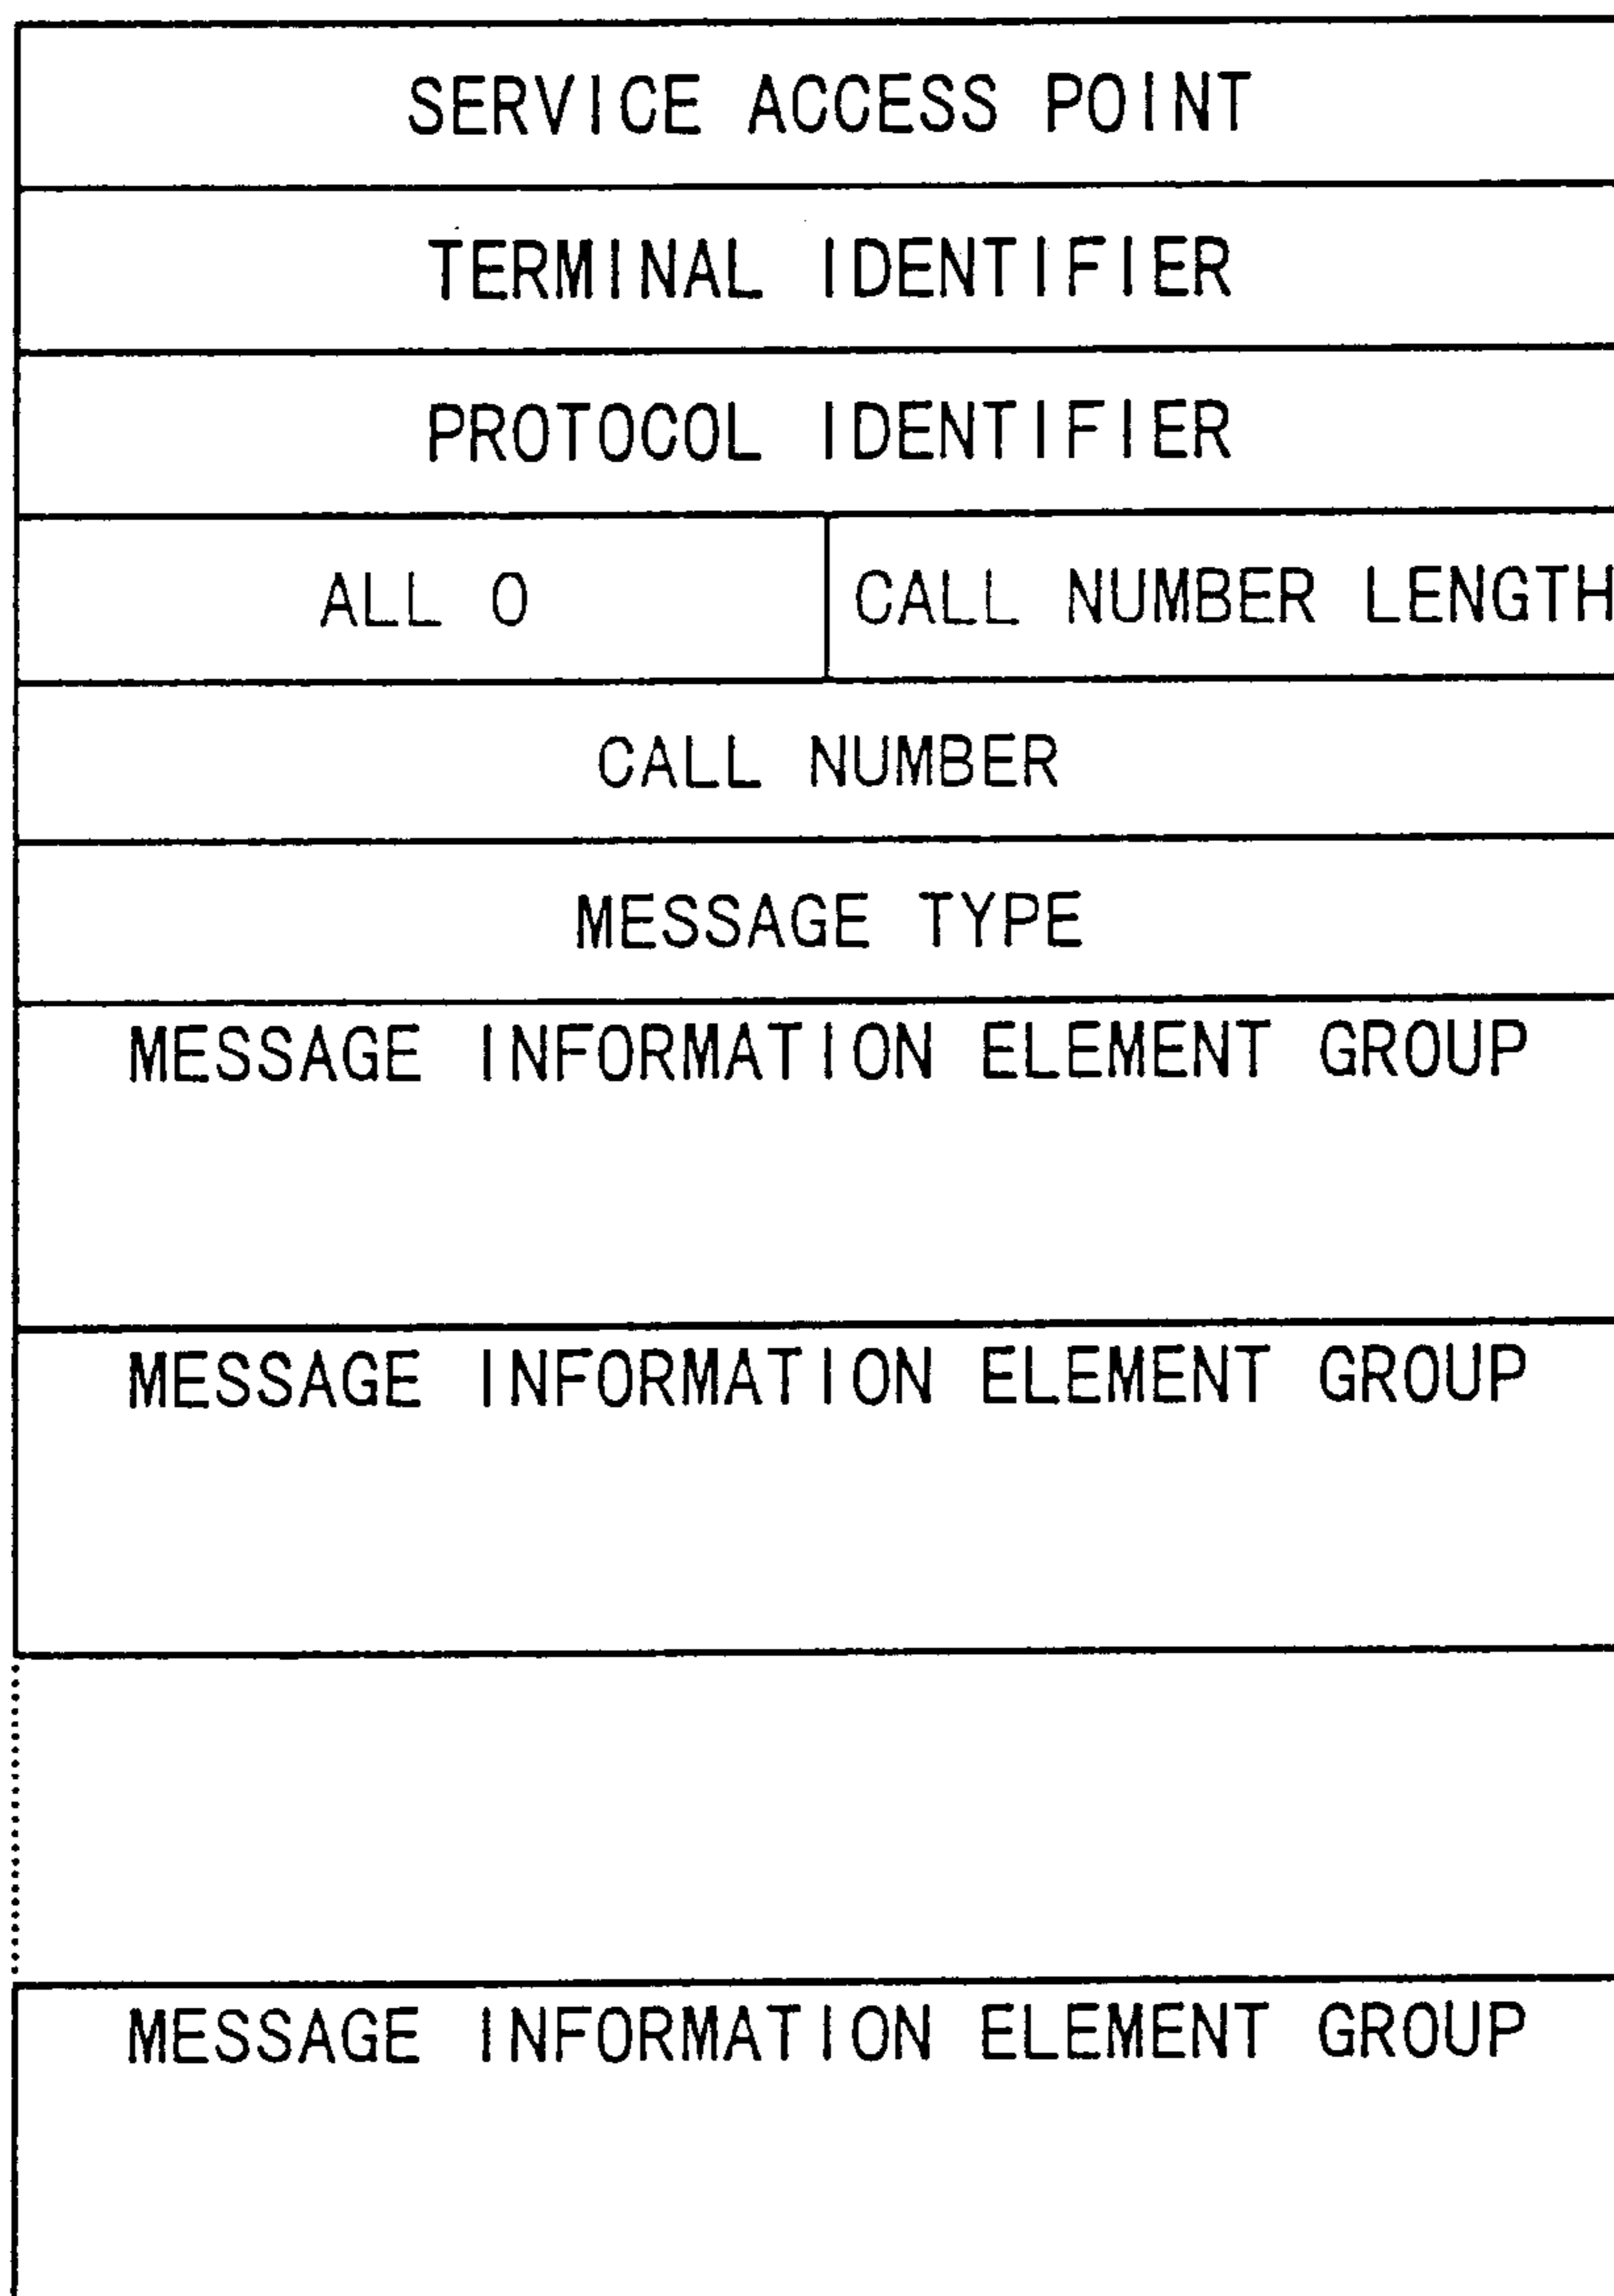 SERVICE ACCESS POINT
TERMINAL IDENTIFIER
PROTOCOL IDENTIFIER
ALL 0 CALL NUMBER LENGTH
CALL NUMBER
MESSAGE TYPE
MESSAGE INFORMATION ELEMENT GROUP
MESSAGE INFORMATION ELEMENT GROUP
MESSAGE INFORMATION ELEMENT GROUP